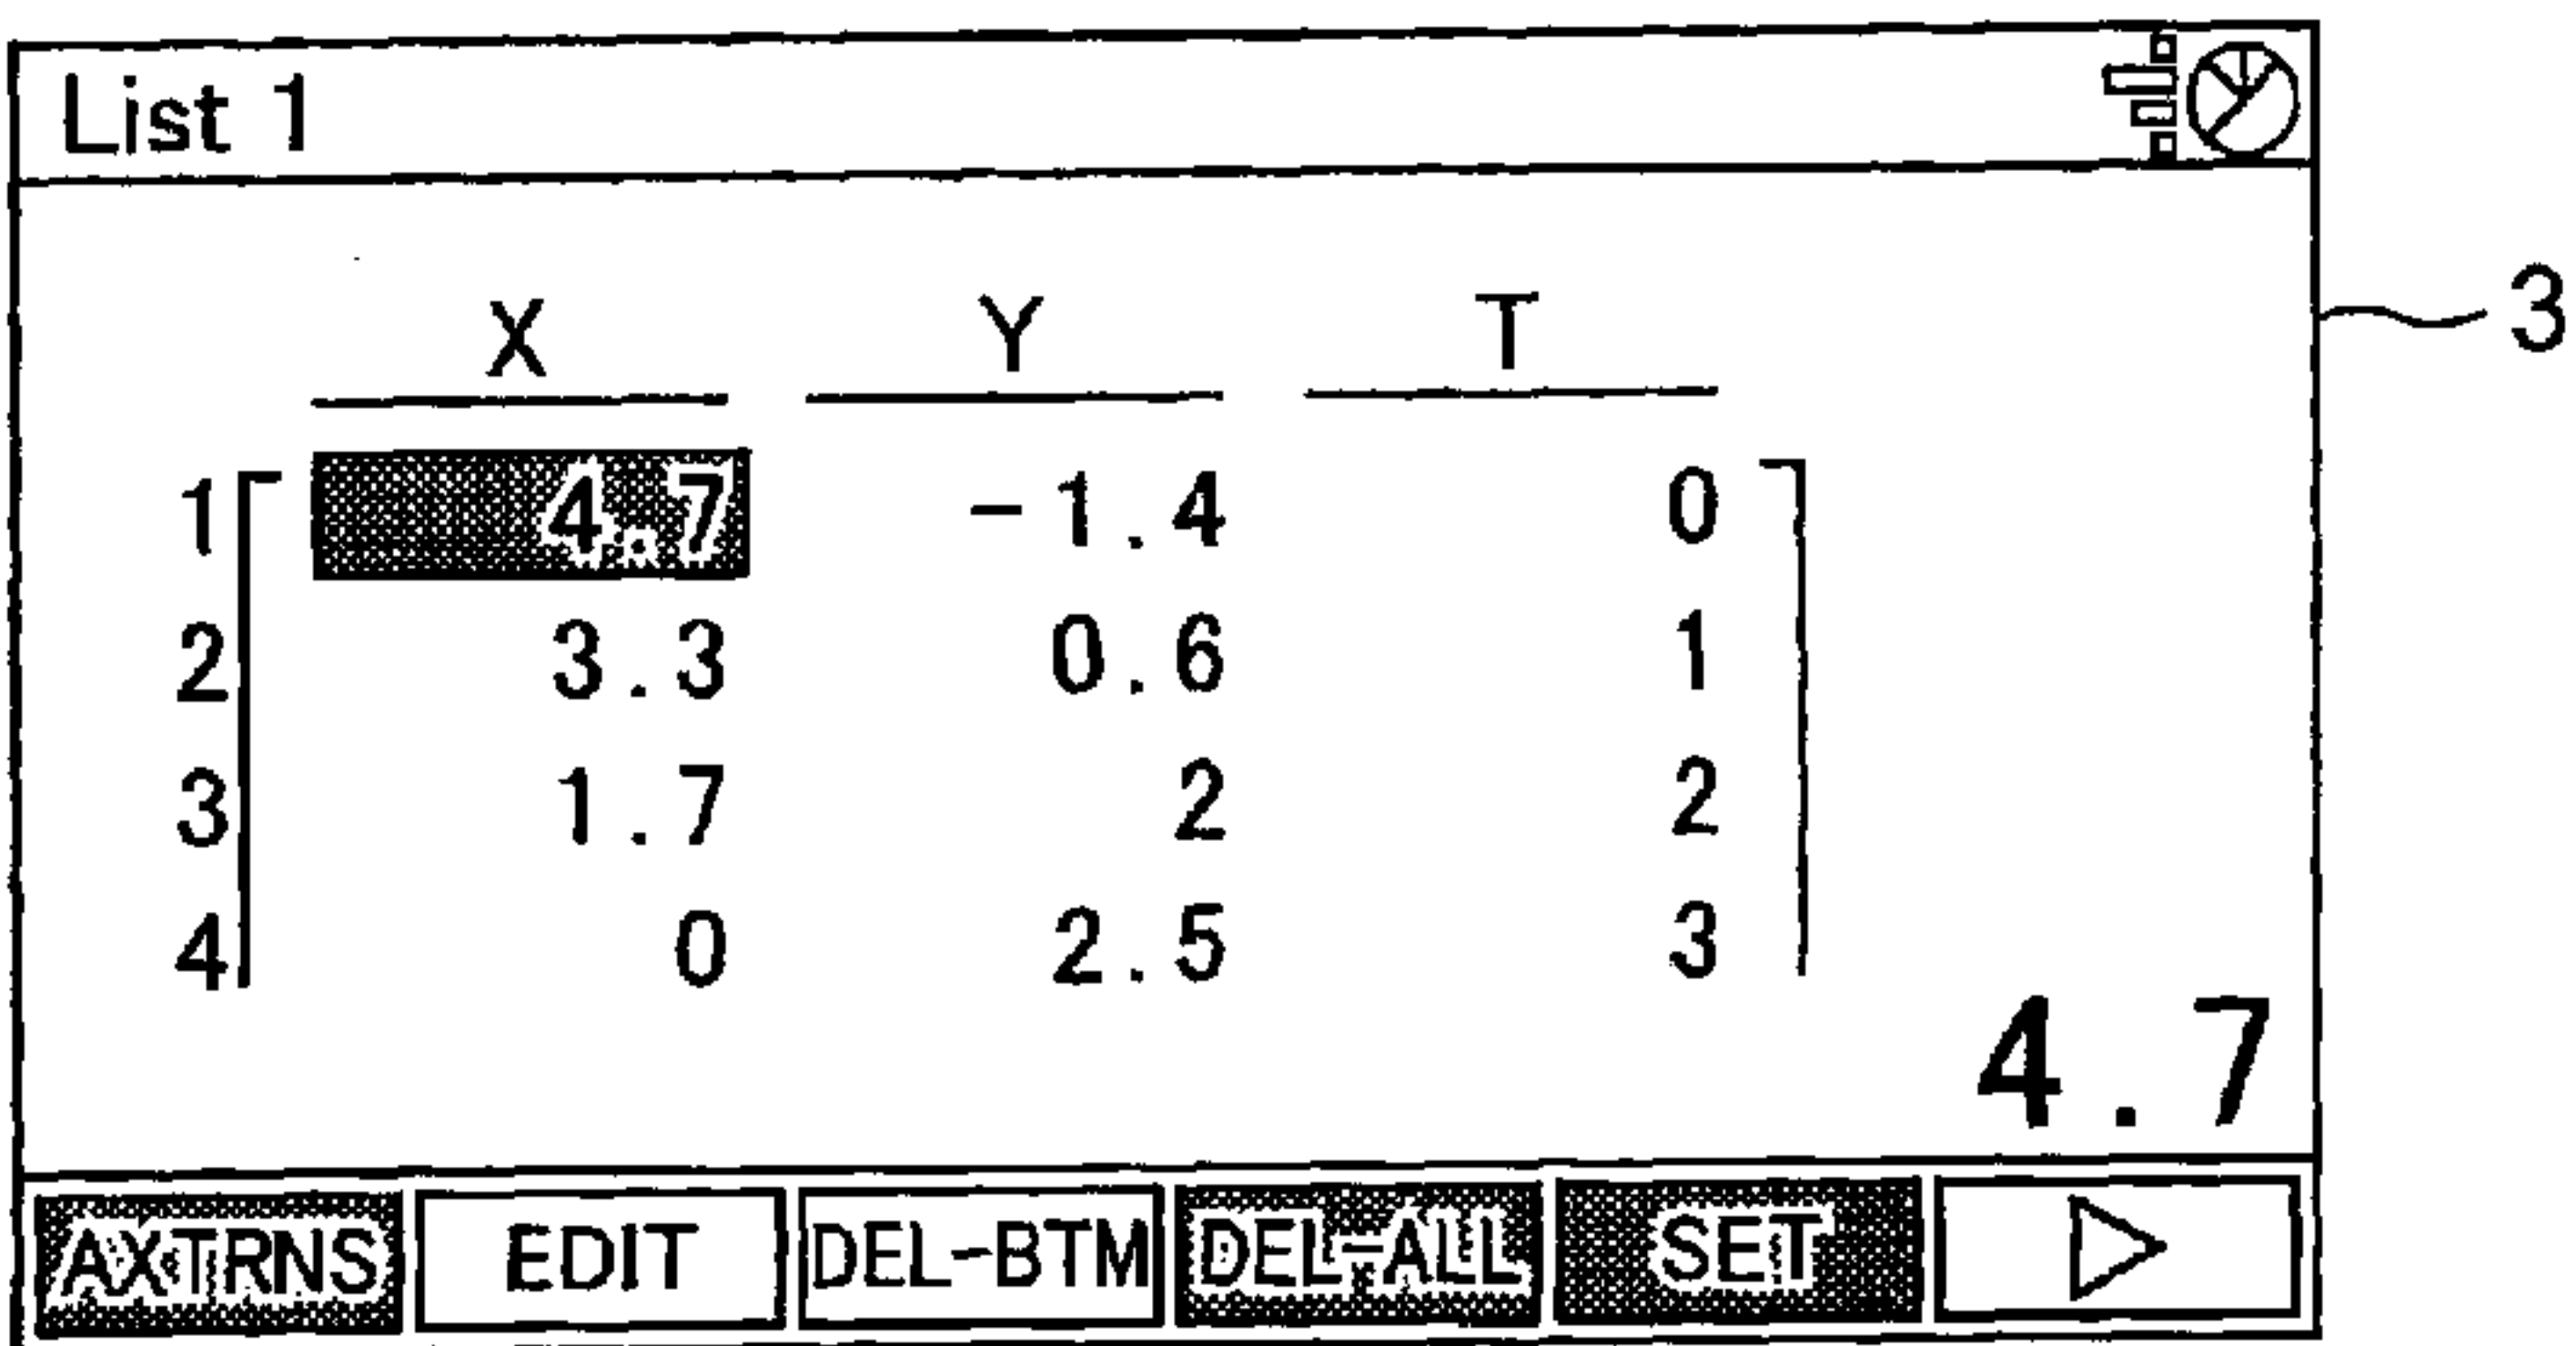 List 1
X Y T 3
1 4.7 -1.4 0
2 3.3 0.6 1
3 1.7 2 2
4 0 2.5 3
4.7
AXTRNS EDIT DEL-BTM DEL-ALL SET